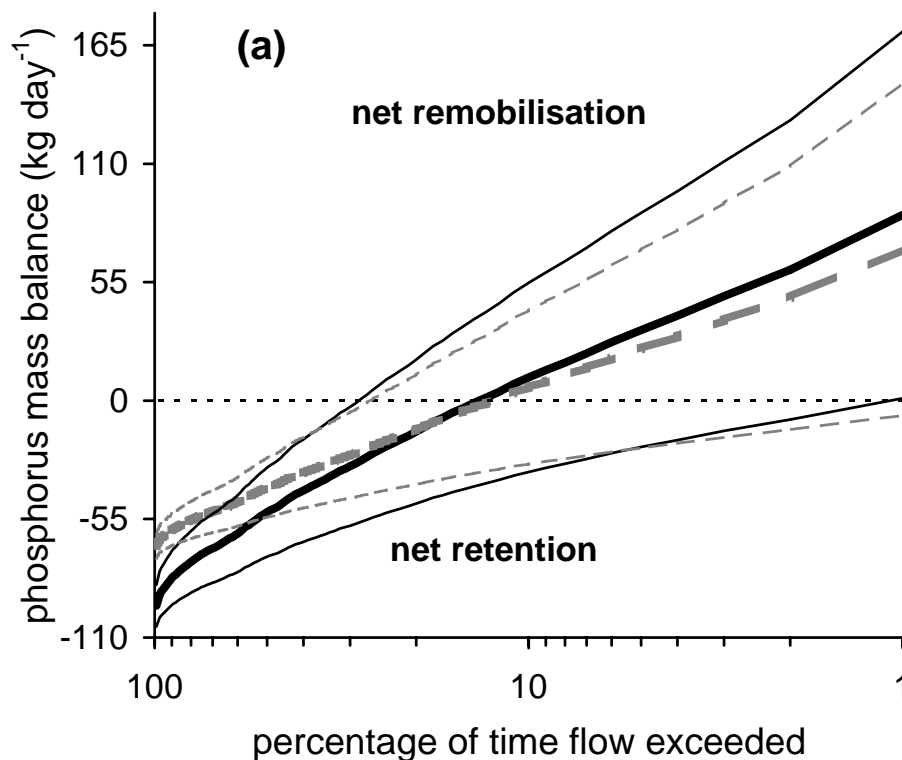 (a)
phosphorus mass balance (kg day-1)
165
110
55
0
-55
-110
net remobilisation
net retention
100
10
1
percentage of time flow exceeded